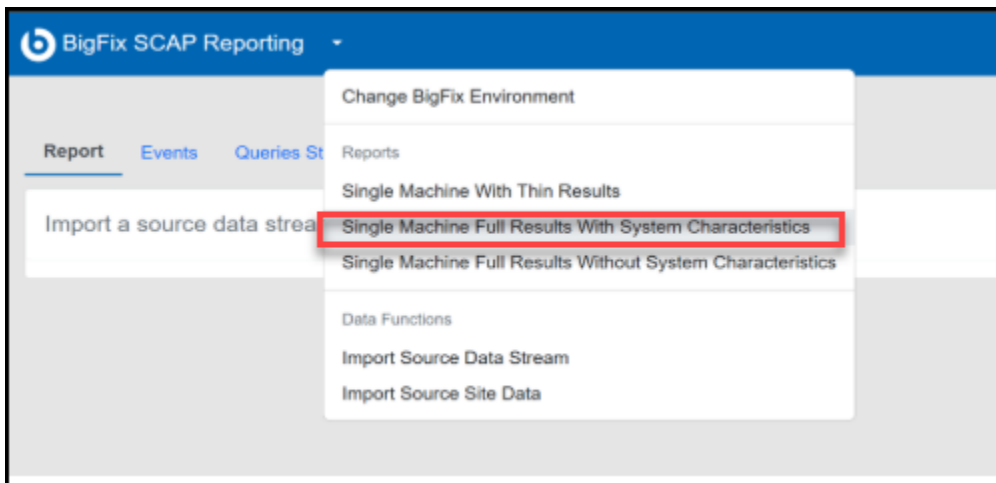 BigFix SCAP Reporting
Change BigFix Environment
Report Events Queries St
Reports
Single Machine With Thin Results
Import a source data strea
Single Machine Full Results With System Characteristics
Single Machine Full Results Without System Characteristics
Data Functions
Import Source Data Stream
Import Source Site Data